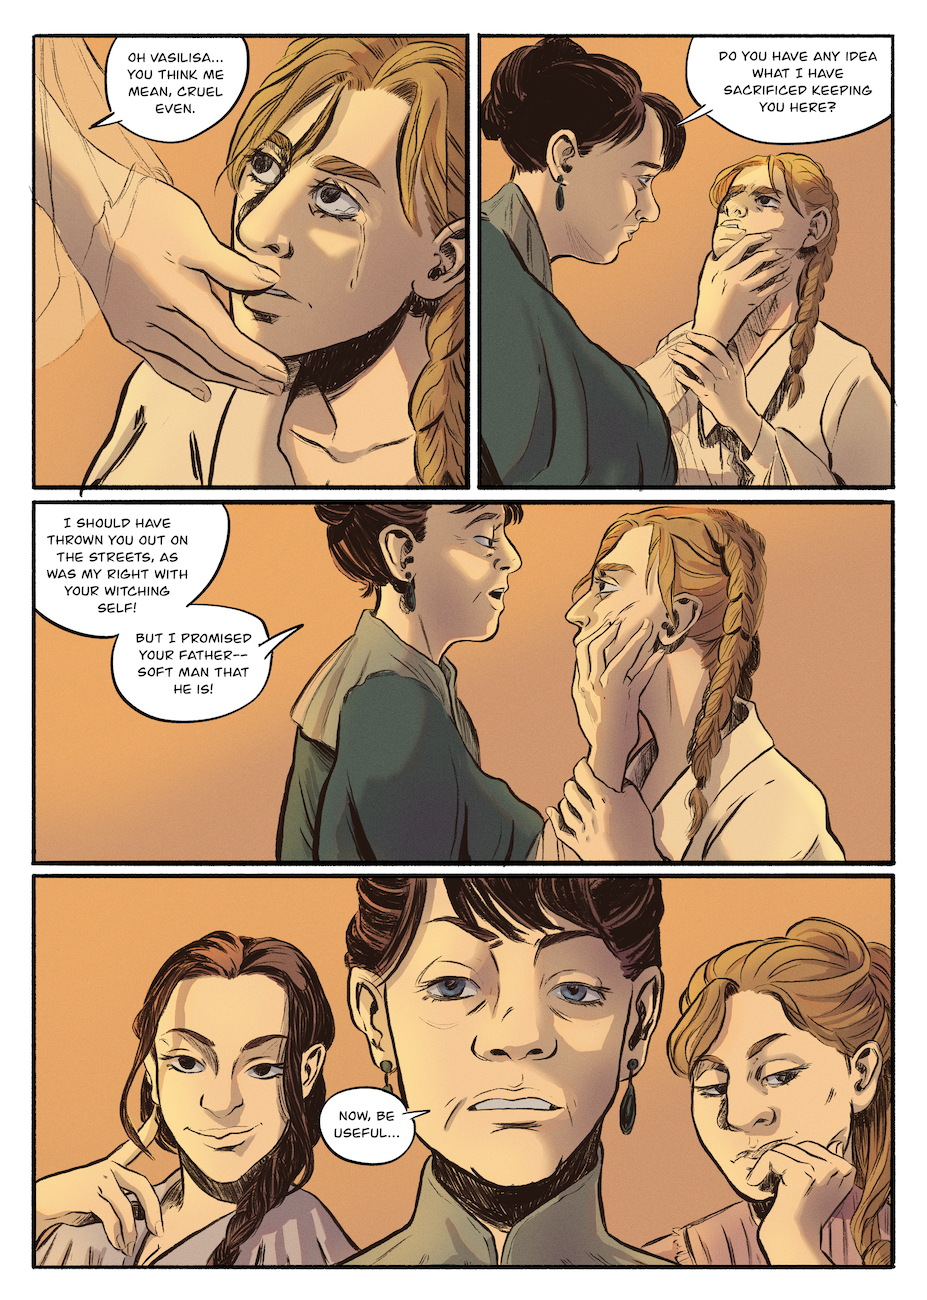 OH VASILISA...
YOU THINK ME
MEAN, CRUEL
EVEN.
DO YOU HAVE ANY IDEA
WHAT I HAVE
SACRIFICED KEEPING
YOU HERE?
I SHOULD HAVE
THROWN YOU OUT ON
THE STREETS, AS
WAS MY RIGHT WITH
YOUR WITCHING
SELF!
BUT I PROMISED
YOUR FATHER--
SOFT MAN THAT
HE IS!
NOW, BE
USEFUL...